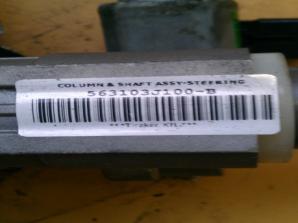 COLUMN & SHAFT ASSY-STEERING
563103J100-B